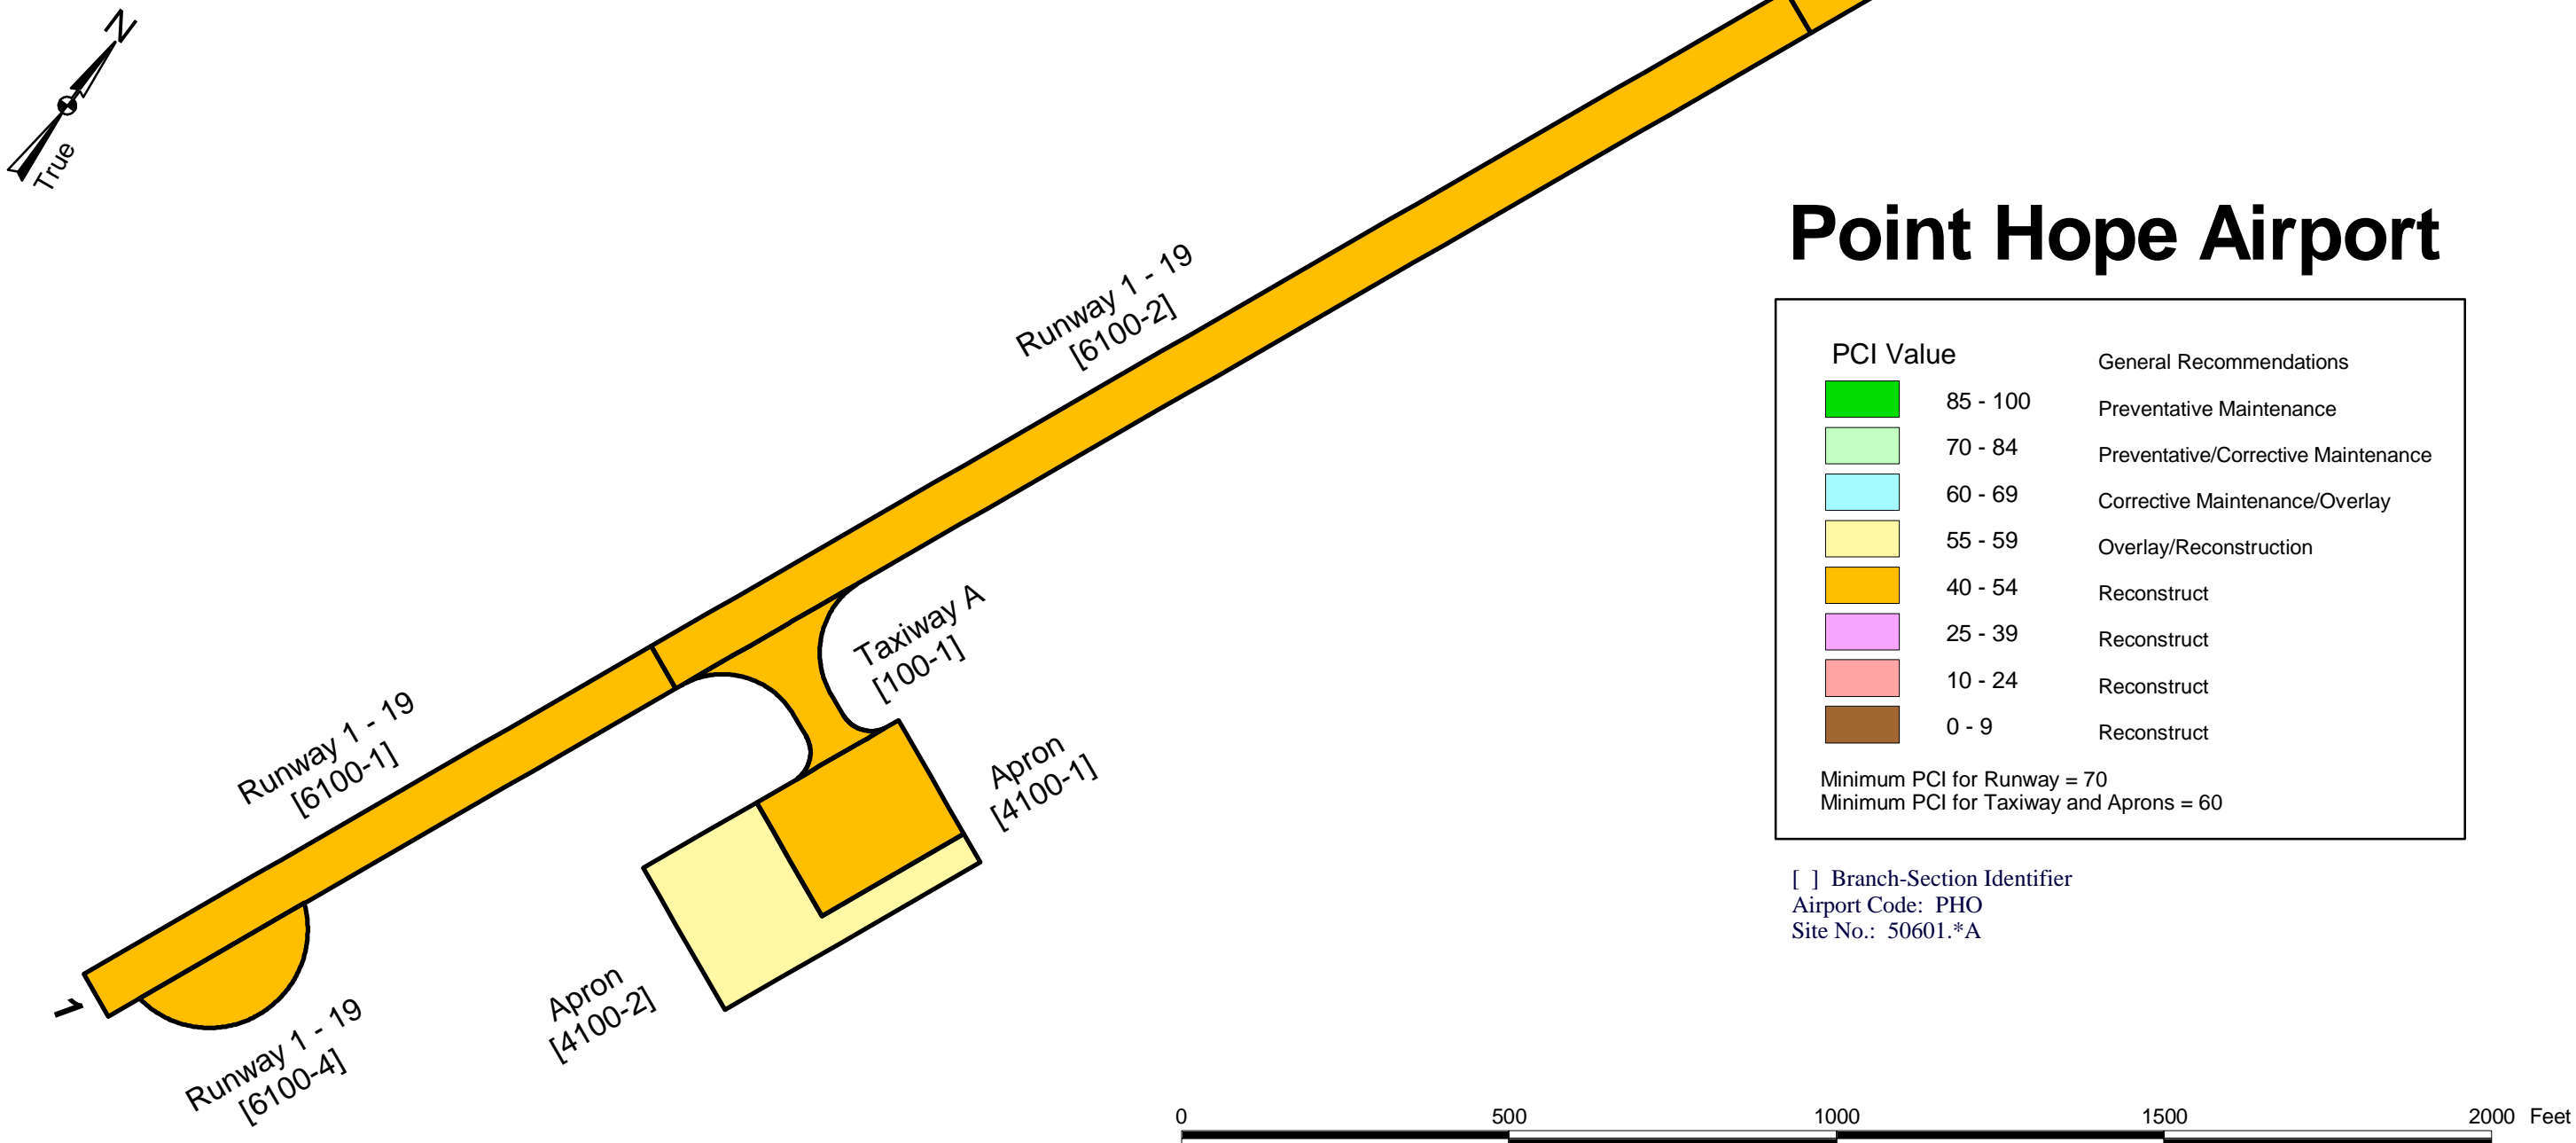 N
True
Runway 1 - 19
[6100-2]
Point Hope Airport
PCI Value
General Recommendations
85 - 100 Preventative Maintenance
70 - 84 Preventative/Corrective Maintenance
60 - 69 Corrective Maintenance/Overlay
55 - 59 Overlay/Reconstruction
40 - 54 Reconstruct
25 - 39 Reconstruct
10 - 24 Reconstruct
0 - 9 Reconstruct
Minimum PCI for Runway = 70
Minimum PCI for Taxiway and Aprons = 60
[ ] Branch-Section Identifier
Airport Code: PHO
Site No.: 50601.*A
Taxiway A
[100-1]
Runway 1 - 19
[6100-1]
Apron
[4100-1]
1
Apron
[4100-2]
Runway 1 - 19
[6100-4]
0 500 1000 1500 2000 Feet